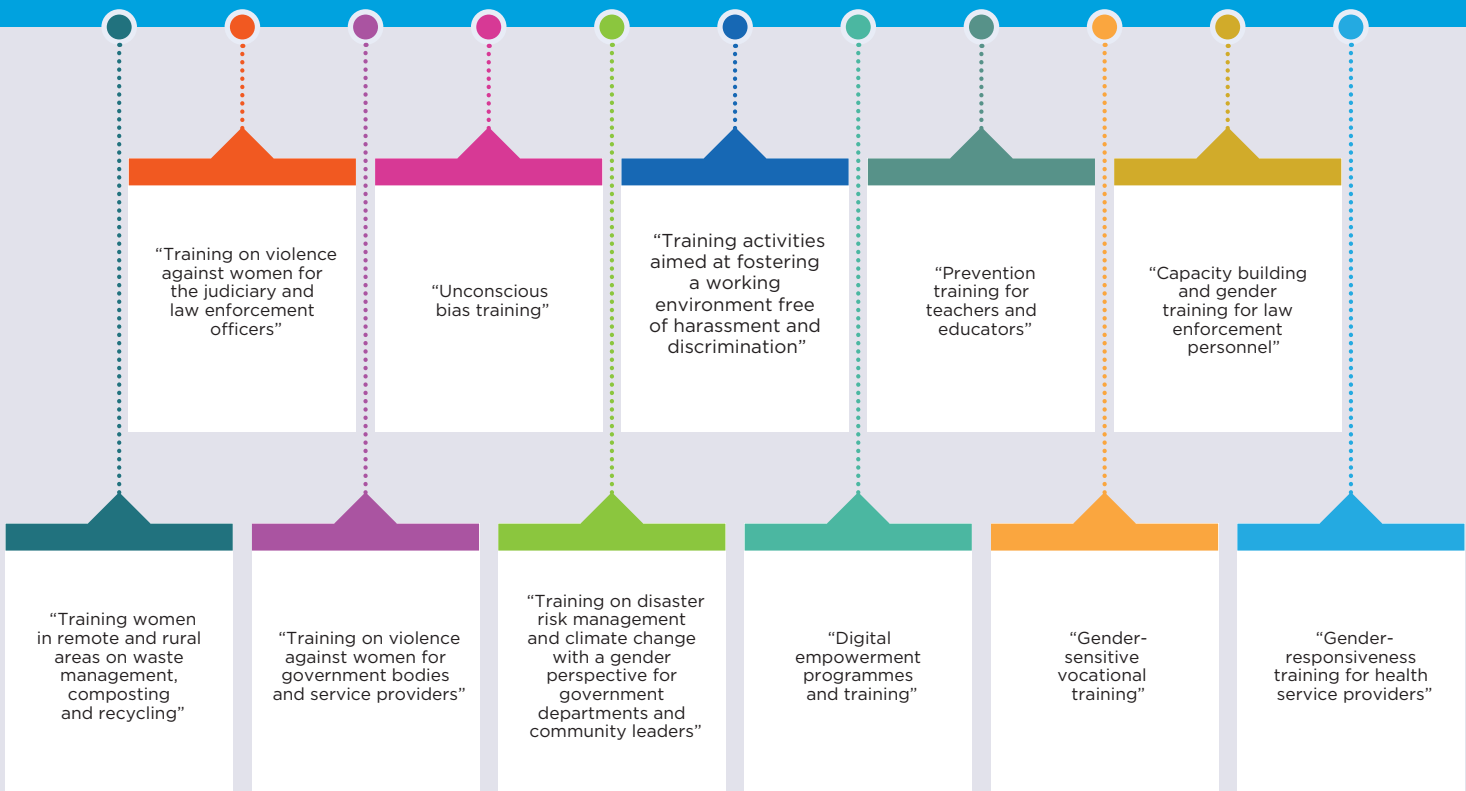 “Training on violence
against women for
the judiciary and
law enforcement
officers”
“Unconscious
bias training”
“Training activities
aimed at fostering
a working
environment free
of harassment and
discrimination”
“Prevention
training for
teachers and
educators”
“Capacity building
and gender
training for law
enforcement
personnel”
“Training women
in remote and rural
areas on waste
management,
composting
and recycling”
“Training on violence
against women for
government bodies
and service providers”
“Training on disaster
risk management
and climate change
with a gender
perspective for
government
departments and
community leaders”
“Digital
empowerment
programmes
and training”
“Gender-
sensitive
vocational
training”
“Gender-
responsiveness
training for health
service providers”